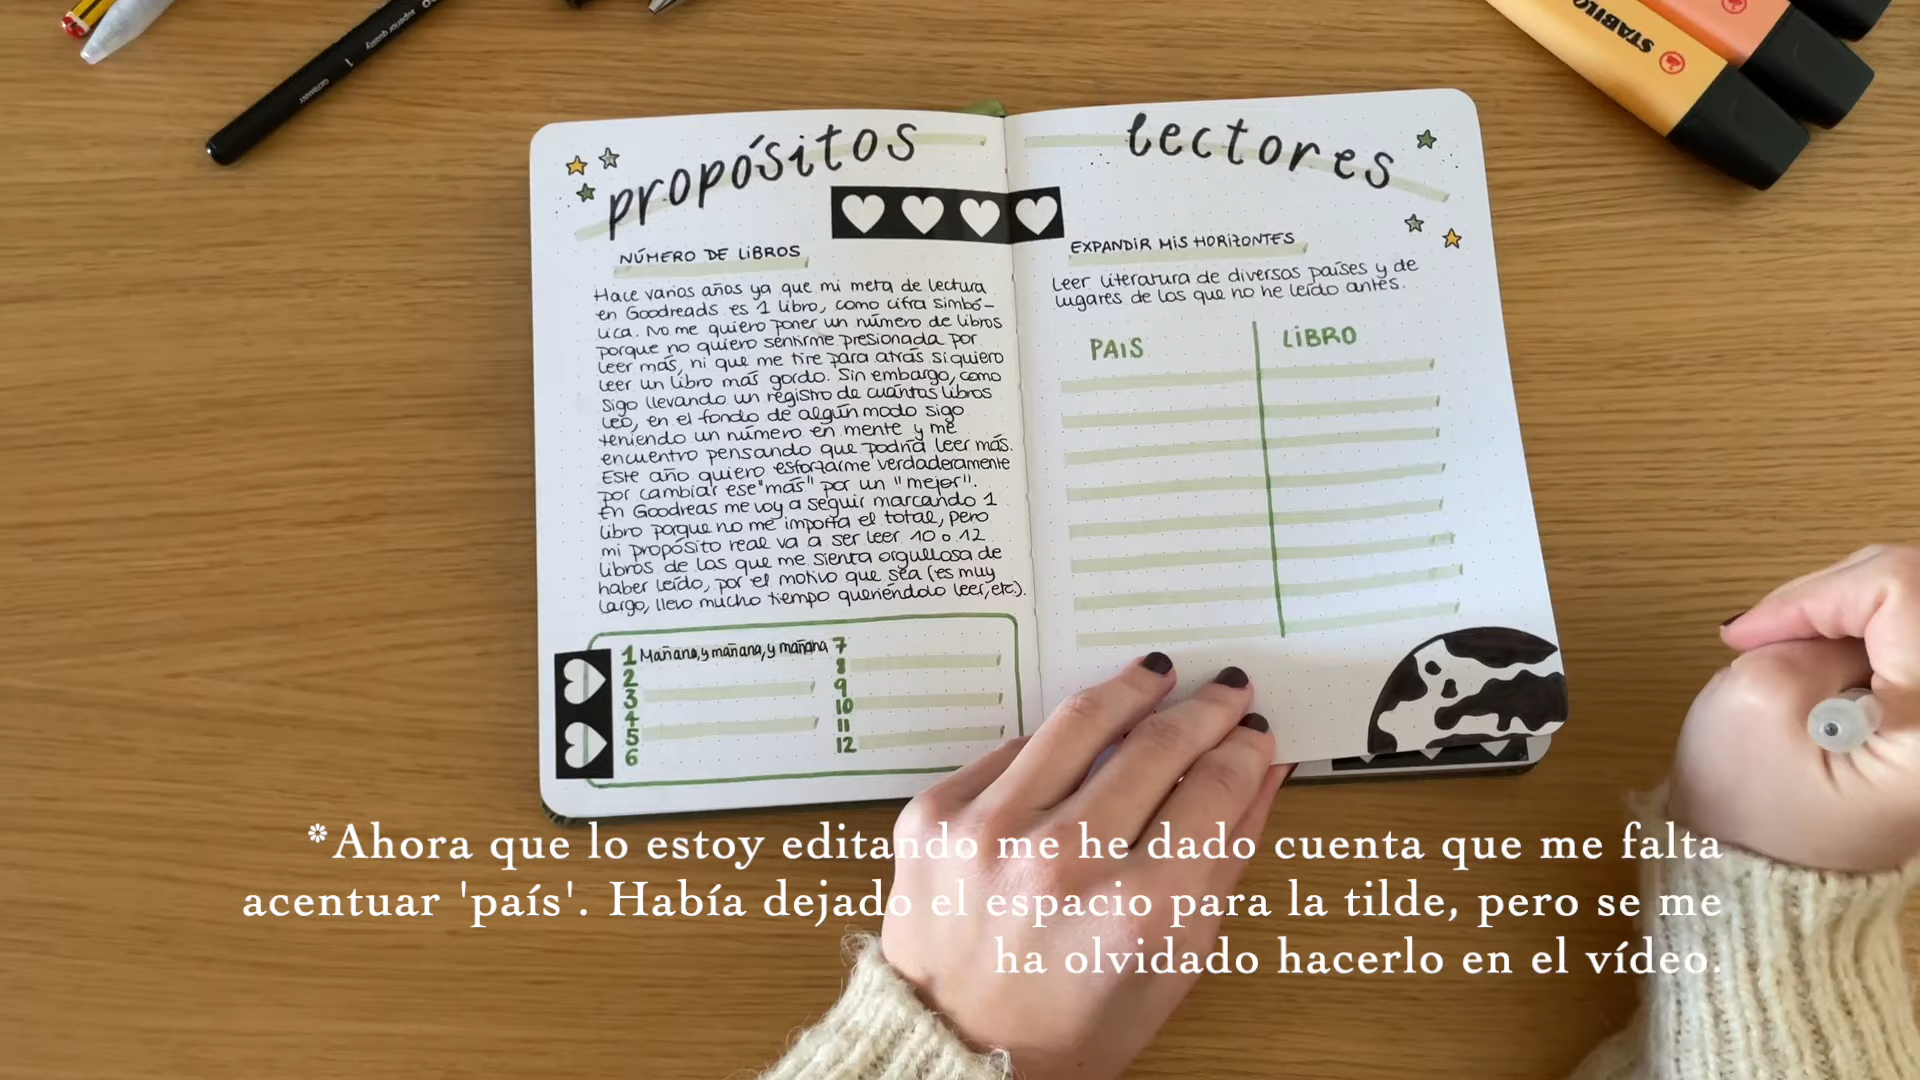 superior quality
1
GERMANY
STABILO
propósitos
lectores
NÚMERO DE LIBROS
Hace varios años ya que mi meta de lectura
en Goodreads es 1 libro, como cifra simbó-
lica. No me quiero poner un número de libros
porque no quiero sentirme presionada por
leer más, ni que me tire para atrás si quiero
leer un libro más gordo. Sin embargo, como
sigo llevando un registro de cuántos libros
leo, en el fondo de algún modo sigo
teniendo un número en mente y me
encuentro pensando que podría leer más.
Este año quiero esforzarme verdaderamente
por cambiar ese "más" por un "mejor".
En Goodreas me voy a seguir marcando 1
libro porque no me importa el total, pero
mi propósito real va a ser leer 10 o 12
libros de los que me sienta orgullosa de
haber leído, por el motivo que sea (es muy
largo, llevo mucho tiempo queriéndolo leer, etc.).
1 Mañana, y mañana, y mañana
2
3
4
5
6
7
8
9
10
11
12
EXPANDIR MIS HORIZONTES
Leer literatura de diversos países y de
lugares de los que no he leído antes.
PAIS LIBRO
*Ahora que lo estoy editando me he dado cuenta que me falta
acentuar 'país'. Había dejado el espacio para la tilde, pero se me
ha olvidado hacerlo en el vídeo.